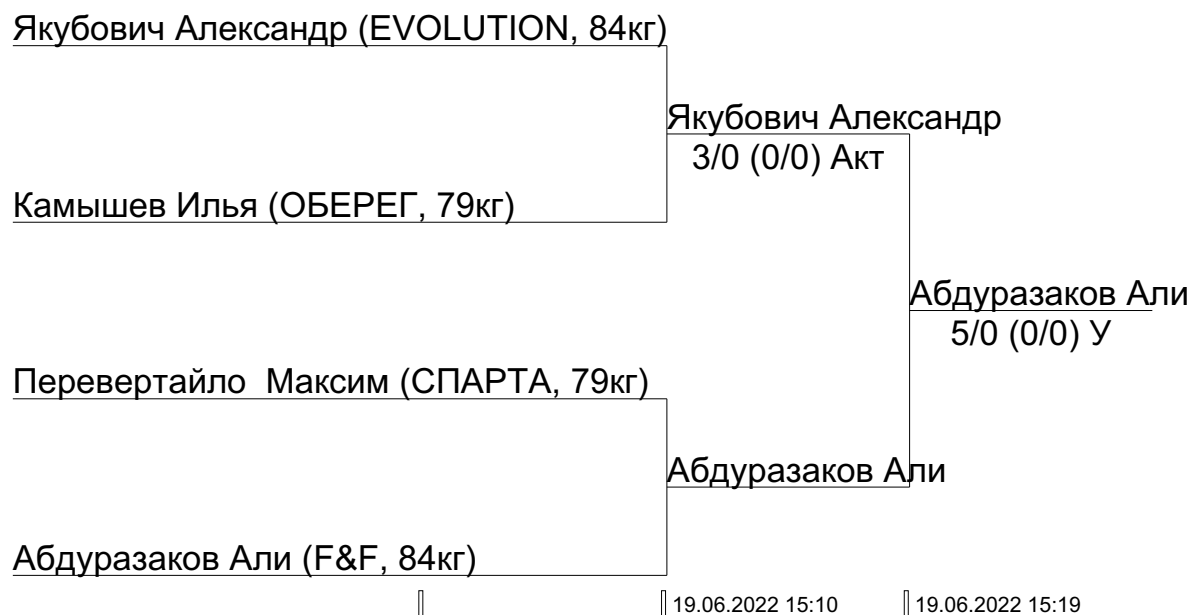 Якубович Александр (EVOLUTION, 84кг)
Якубович Александр
3/0 (0/0) Акт
Камышев Илья (ОБЕРЕГ, 79кг)
Абдуразаков Али
5/0 (0/0) У
Перевертайло  Максим (СПАРТА, 79кг)
Абдуразаков Али
Абдуразаков Али (F&F, 84кг)
19.06.2022 15:10
19.06.2022 15:19